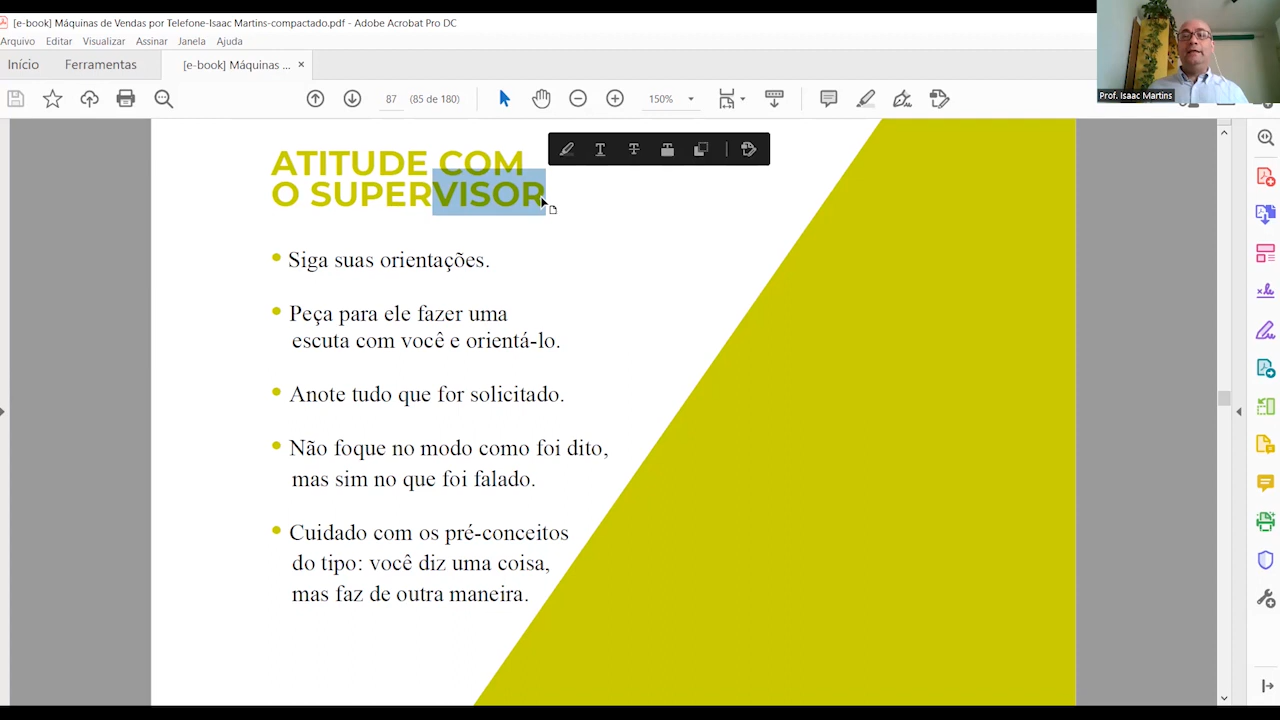 [e-book] Máquinas de Vendas por Telefone-Isaac Martins-compactado.pdf - Adobe Acrobat Pro DC
Arquivo Editar Visualizar Assinar Janela Ajuda
Início Ferramentas [e-book] Máquinas ... ×
87 (85 de 180) 150%
Prof. Isaac Martins
ATITUDE COM
O SUPERVISOR
• Siga suas orientações.
• Peça para ele fazer uma
escuta com você e orientá-lo.
• Anote tudo que for solicitado.
• Não foque no modo como foi dito,
mas sim no que foi falado.
• Cuidado com os pré-conceitos
do tipo: você diz uma coisa,
mas faz de outra maneira.